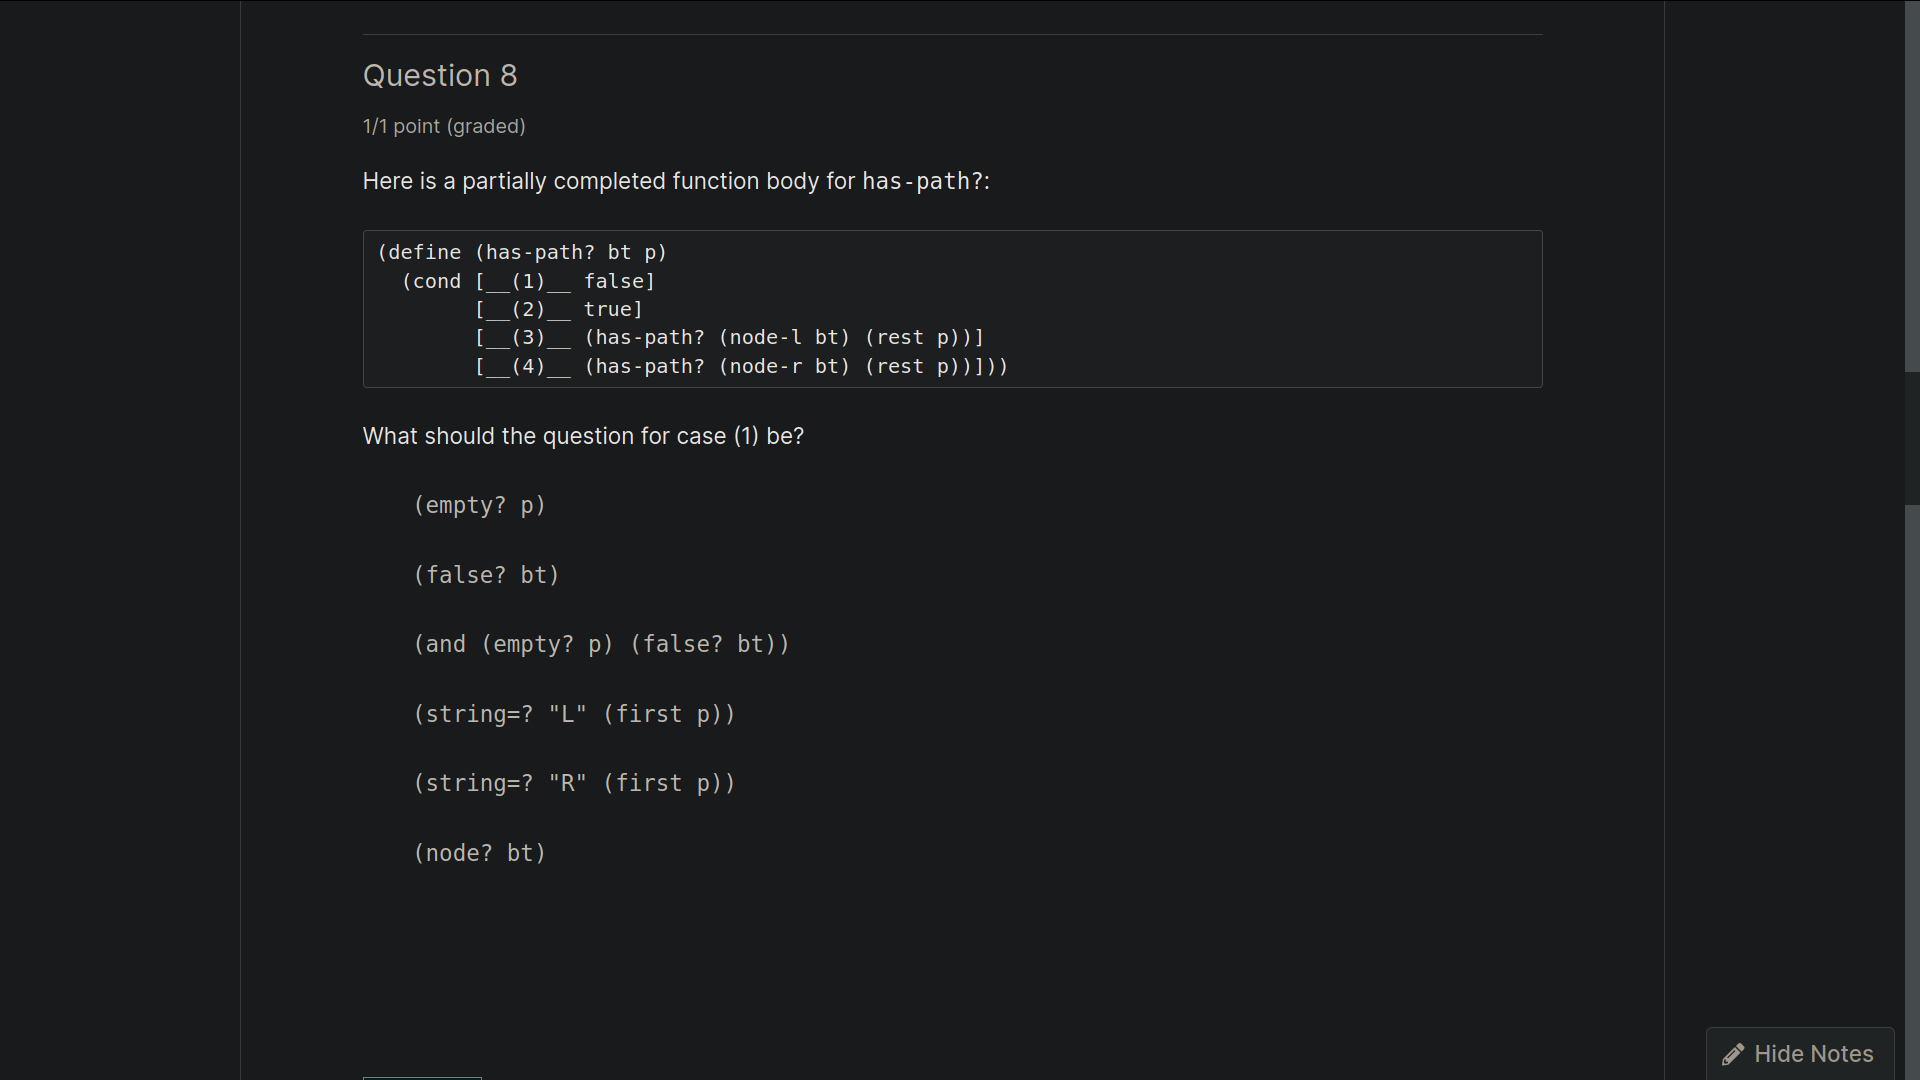 Question 8
1/1 point (graded)
Here is a partially completed function body for has-path?:
(define (has-path? bt p)
  (cond [__(1)__ false]
        [__(2)__ true]
        [__(3)__ (has-path? (node-l bt) (rest p))]
        [__(4)__ (has-path? (node-r bt) (rest p))]))
What should the question for case (1) be?
(empty? p)
(false? bt)
(and (empty? p) (false? bt))
(string=? "L" (first p))
(string=? "R" (first p))
(node? bt)
Hide Notes